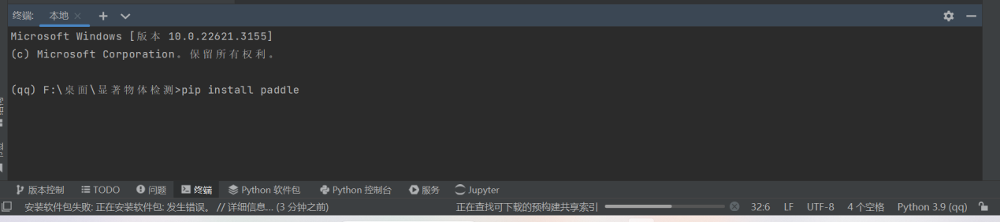 终端: 本地
Microsoft Windows [版本 10.0.22621.3155]
(c) Microsoft Corporation。保留所有权利。
(qq) F:\桌面\显著物体检测>pip install paddle
版本控制 TODO 问题 终端 Python 软件包 Python 控制台 服务 Jupyter
安装软件包失败: 正在安装软件包: 发生错误。 // 详细信息... (3 分钟之前) 正在查找可下载的预构建共享索引 32:6 LF UTF-8 4 个空格 Python 3.9 (qq)